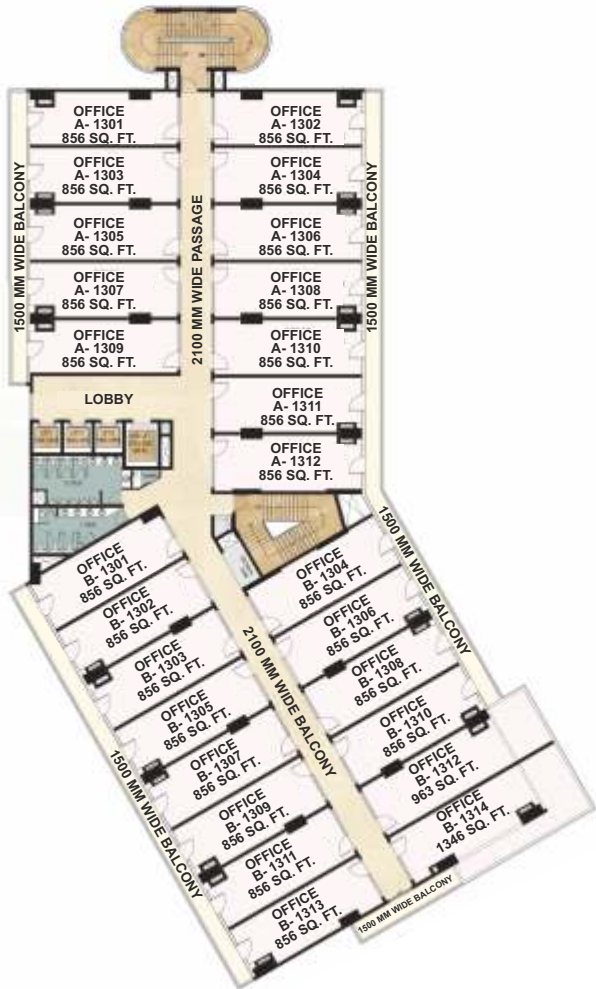 OFFICE
A- 1301
856 SQ. FT.
OFFICE
A- 1302
856 SQ. FT.
OFFICE
A- 1303
856 SQ. FT.
OFFICE
A- 1304
856 SQ. FT.
OFFICE
A- 1305
856 SQ. FT.
OFFICE
A- 1306
856 SQ. FT.
OFFICE
A- 1307
856 SQ. FT.
OFFICE
A- 1308
856 SQ. FT.
OFFICE
A- 1309
856 SQ. FT.
OFFICE
A- 1310
856 SQ. FT.
OFFICE
A- 1311
856 SQ. FT.
OFFICE
A- 1312
856 SQ. FT.
1500 MM WIDE BALCONY
2100 MM WIDE PASSAGE
1500 MM WIDE BALCONY
LOBBY
OFFICE
B- 1301
856 SQ. FT.
OFFICE
B- 1302
856 SQ. FT.
OFFICE
B- 1303
856 SQ. FT.
OFFICE
B- 1304
856 SQ. FT.
OFFICE
B- 1305
856 SQ. FT.
OFFICE
B- 1306
856 SQ. FT.
OFFICE
B- 1307
856 SQ. FT.
OFFICE
B- 1308
856 SQ. FT.
OFFICE
B- 1309
856 SQ. FT.
OFFICE
B- 1310
856 SQ. FT.
OFFICE
B- 1311
856 SQ. FT.
OFFICE
B- 1312
963 SQ. FT.
OFFICE
B- 1313
856 SQ. FT.
OFFICE
B- 1314
1346 SQ. FT.
1500 MM WIDE BALCONY
2100 MM WIDE BALCONY
1500 MM WIDE BALCONY
1500 MM WIDE BALCONY